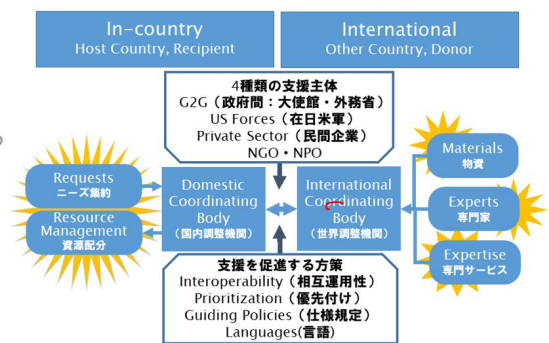 In-country
Host Country, Recipient
International
Other Country, Donor
4種類の支援主体
G2G（政府間：大使館・外務省）
US Forces（在日米軍）
Private Sector（民間企業）
NGO・NPO
Requests
ニーズ集約
Resource
Management
資源配分
Domestic
Coordinating
Body
（国内調整機関）
International
Coordinating
Body
（世界調整機関）
Materials
物資
Experts
専門家
Expertise
専門サービス
支援を促進する方策
Interoperability（相互運用性）
Prioritization（優先付け）
Guiding Policies（仕様規定）
Languages(言語)